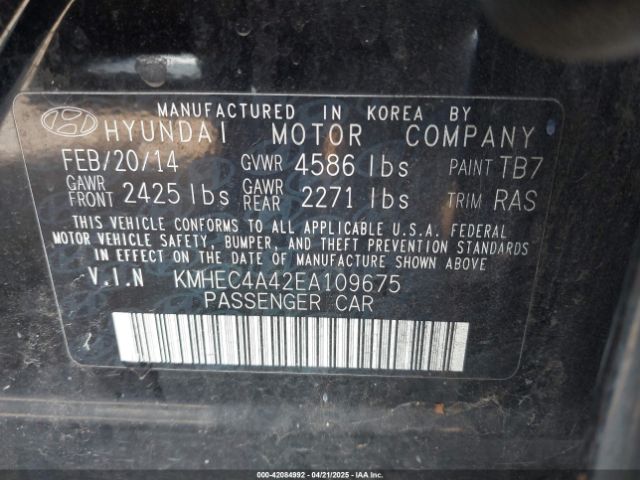 MANUFACTURED IN KOREA BY
HYUNDAI MOTOR COMPANY
FEB/20/14 GVWR 4586 lbs PAINT TB7
GAWR FRONT 2425 lbs GAWR REAR 2271 lbs TRIM RAS
THIS VEHICLE CONFORMS TO ALL APPLICABLE U.S.A. FEDERAL
MOTOR VEHICLE SAFETY, BUMPER, AND THEFT PREVENTION STANDARDS
IN EFFECT ON THE DATE OF MANUFACTURE SHOWN ABOVE.
V.I.N KMHEC4A42EA109675
PASSENGER CAR
000-42084992 - 04/21/2025 - COPYRIGHT IAA, LLC.